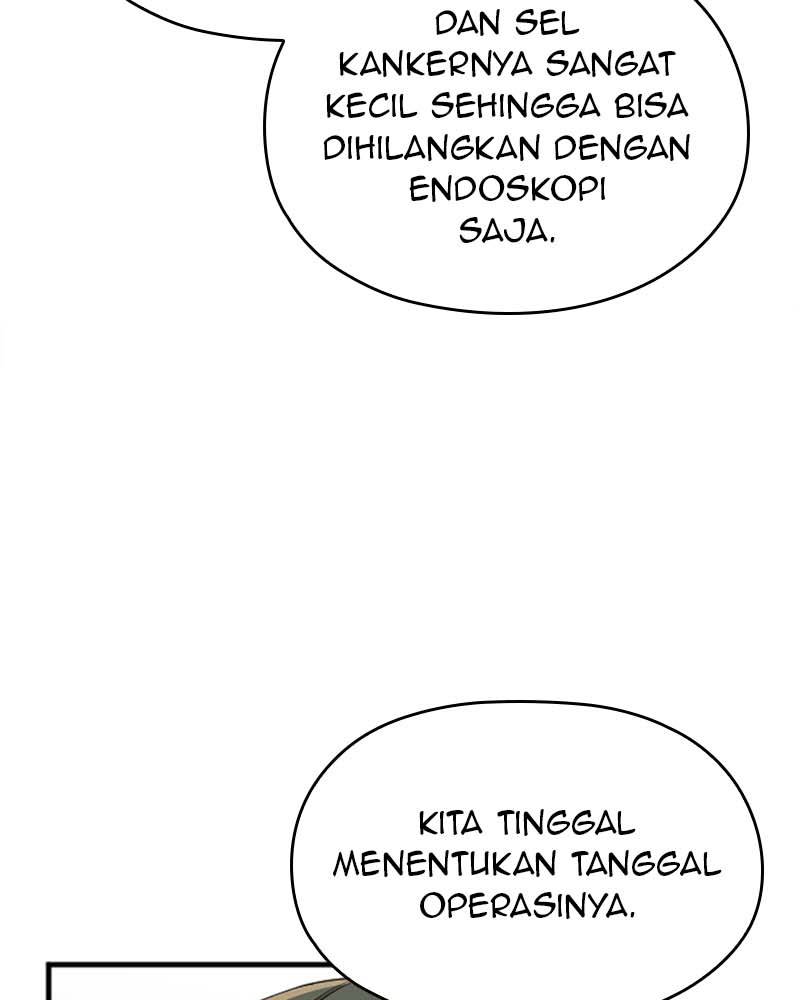 DAN SEL
KANKERNYA SANGAT
KECIL SEHINGGA BISA
DIHILANGKAN DENGAN
ENDOSKOPI
SAJA.
KITA TINGGAL
MENENTUKAN TANGGAL
OPERASINYA.